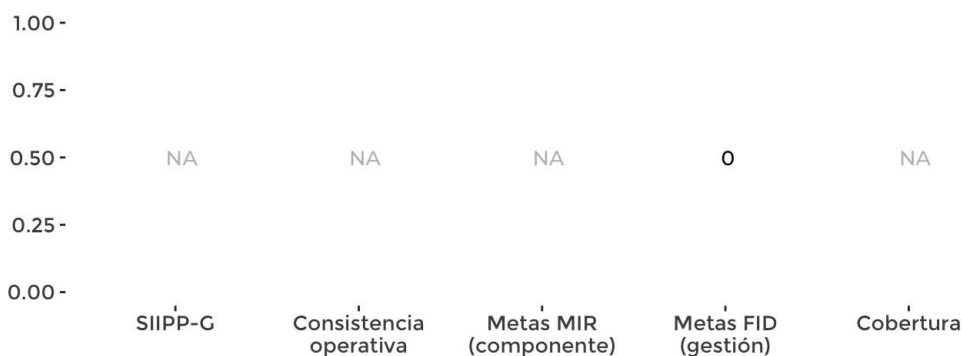 1.00
0.75
0.50
0.25
0.00
NA NA NA 0 NA
SIIPP-G Consistencia Metas MIR Metas FID Cobertura
operativa (componente) (gestión)